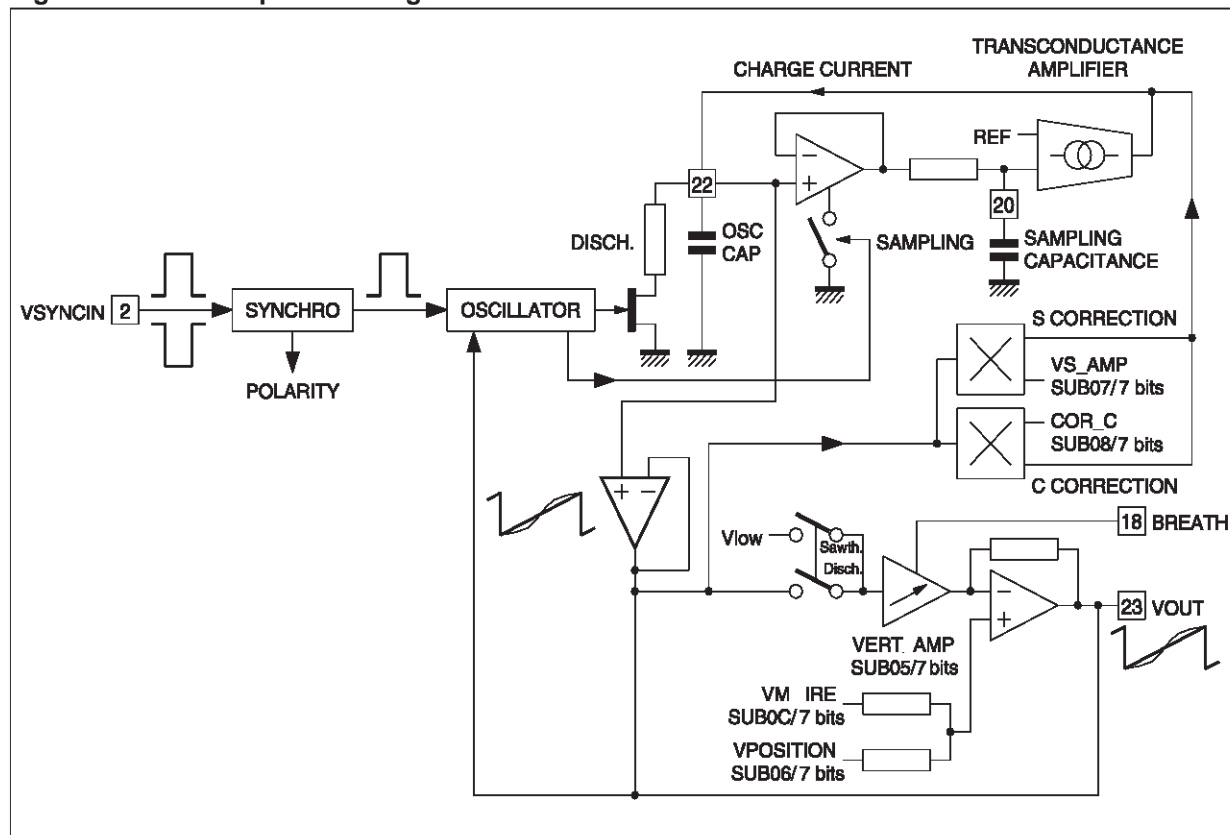 TRANSCONDUCTANCE
AMPLIFIER
CHARGE CURRENT
REF
22
20
DISCH.
OSC
CAP
SAMPLING
SAMPLING
CAPACITANCE
VSYNCIN
2
SYNCHRO
OSCILLATOR
POLARITY
S CORRECTION
VS_AMP
SUB07/7 bits
COR_C
SUB08/7 bits
C CORRECTION
+ −
Vlow
Sawth.
Disch.
18
BREATH
23
VOUT
VERT_AMP
SUB05/7 bits
VM IRE
SUB0C/7 bits
VPOSITION
SUB06/7 bits